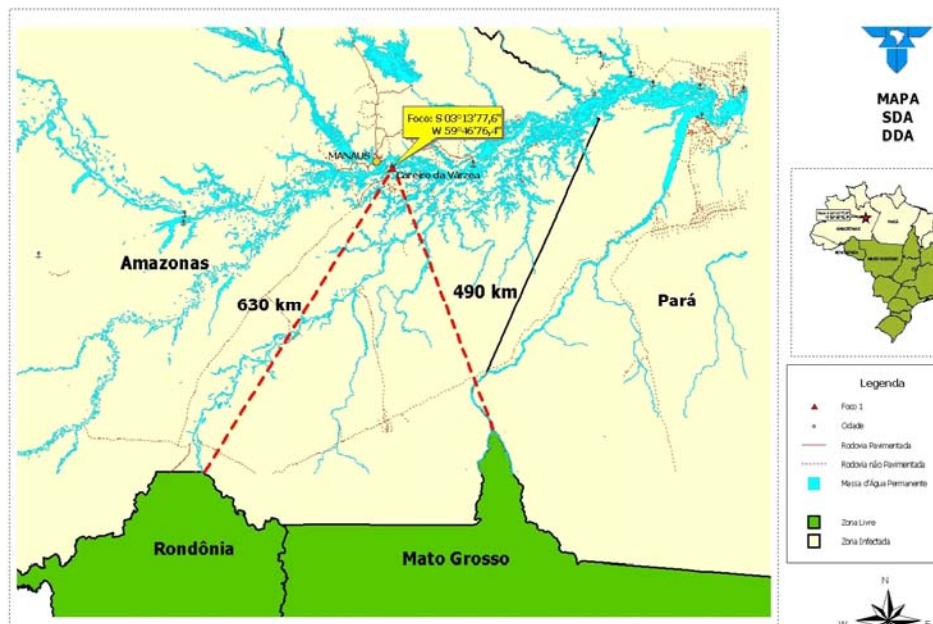 Foco: S 03°13'77,6"
W 59°46'76,4"
MANAUS
Careiro da Várzea
Amazonas
630 km
490 km
Pará
Rondônia
Mato Grosso
MAPA
SDA
DDA
Legenda
Foco 1
Cidade
Rodovia Pavimentada
Rodovia não Pavimentada
Massa d'Água Permanente
Zona Livre
Zona Infectada
N
W
E